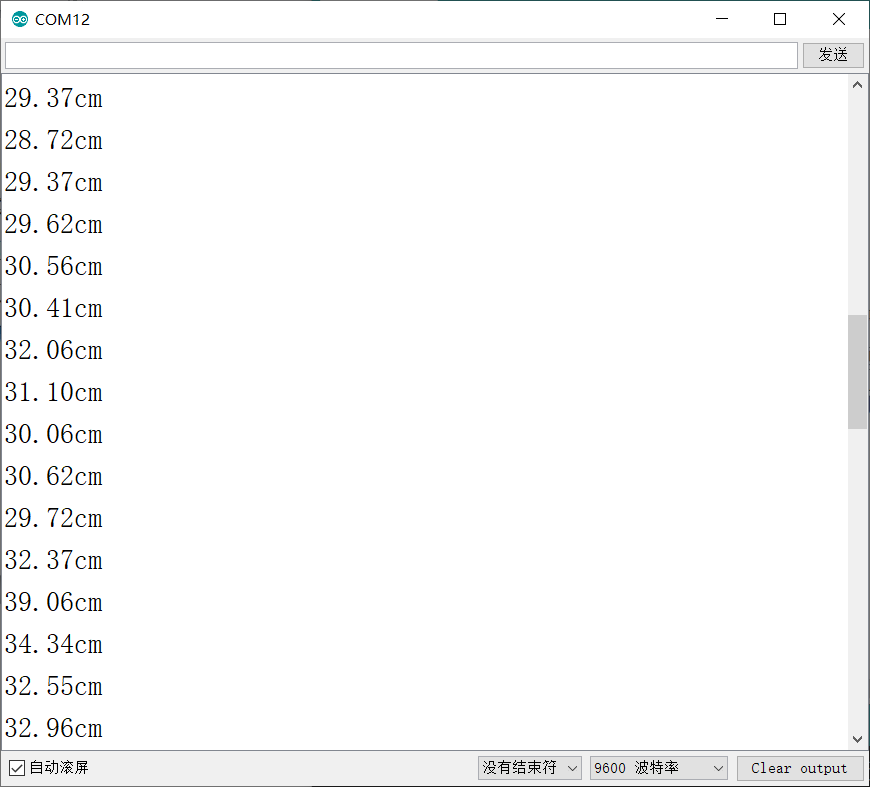 COM12
发送
29.37cm
28.72cm
29.37cm
29.62cm
30.56cm
30.41cm
32.06cm
31.10cm
30.06cm
30.62cm
29.72cm
32.37cm
39.06cm
34.34cm
32.55cm
32.96cm
自动滚屏 没有结束符 9600 波特率 Clear output